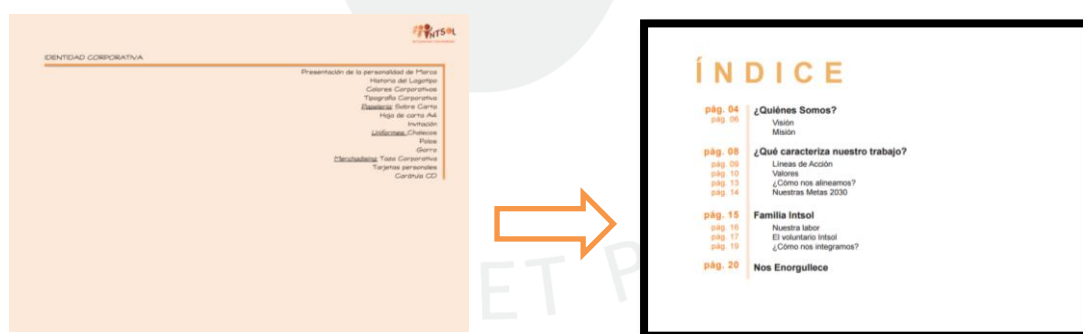 INTSOL
IDENTIDAD CORPORATIVA
Presentación de la personalidad de Marca
Historia del Logotipo
Colores Corporativos
Tipografía Corporativa
Papelería: Sobre Carta
Hoja de carta A4
Invitación
Uniformes: Chalecos
Polos
Gorro
Merchadising: Taza Corporativa
Tarjetas personales
Carátula CD
ÍNDICE
pág. 04 ¿Quiénes Somos?
pág. 06 Visión
Misión
pág. 08 ¿Qué caracteriza nuestro trabajo?
pág. 09 Líneas de Acción
pág. 10 Valores
pág. 13 ¿Cómo nos alineamos?
pág. 14 Nuestras Metas 2030
pág. 15 Familia Intsol
pág. 16 Nuestra labor
pág. 17 El voluntario Intsol
pág. 19 ¿Cómo nos integramos?
pág. 20 Nos Enorgullece
ET P